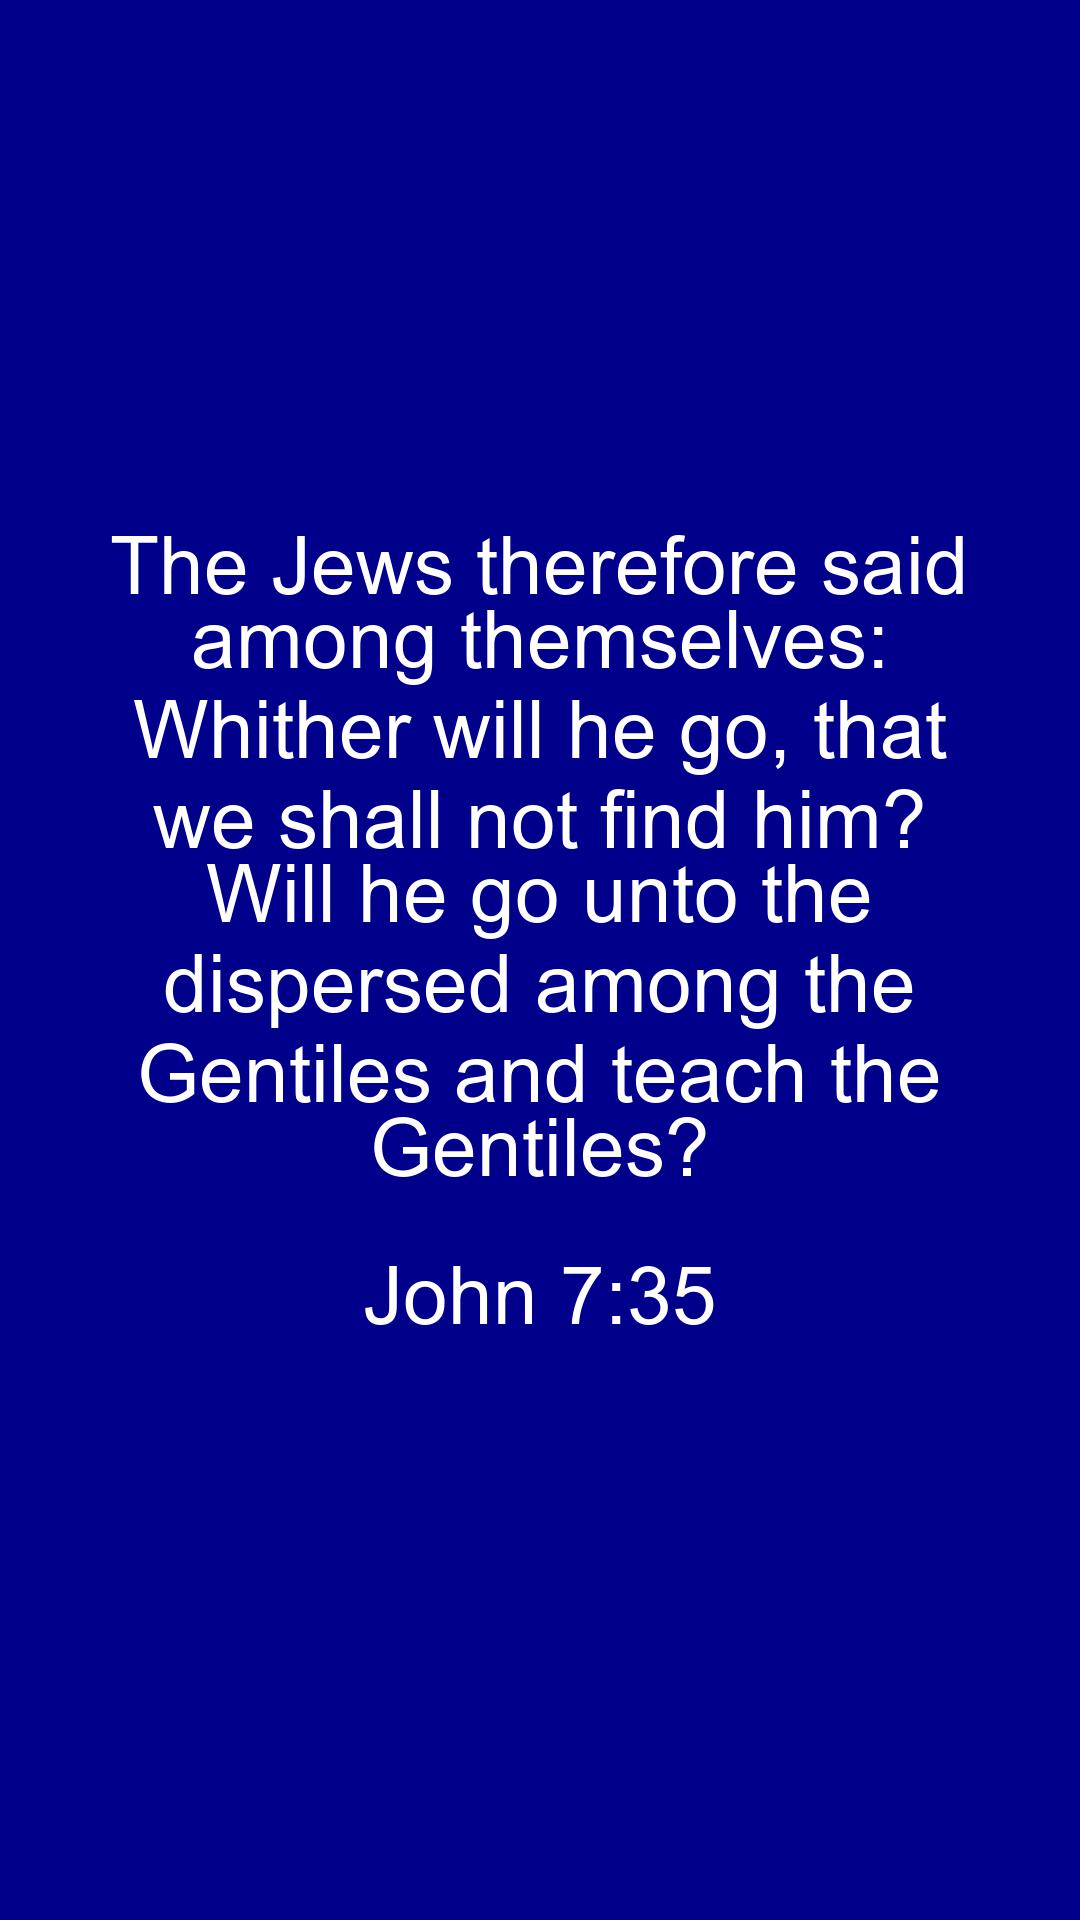 The Jews therefore said
among themselves:
Whither will he go, that
we shall not find him?
Will he go unto the
dispersed among the
Gentiles and teach the
Gentiles?
John 7:35